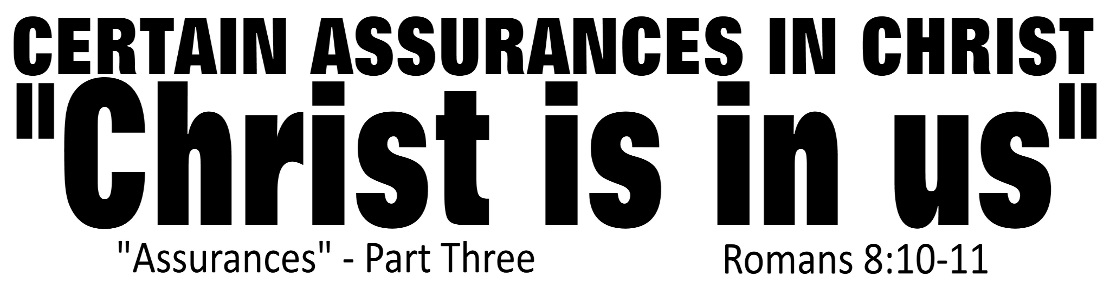 CERTAIN ASSURANCES IN CHRIST
"Christ is in us"
"Assurances" - Part Three Romans 8:10-11